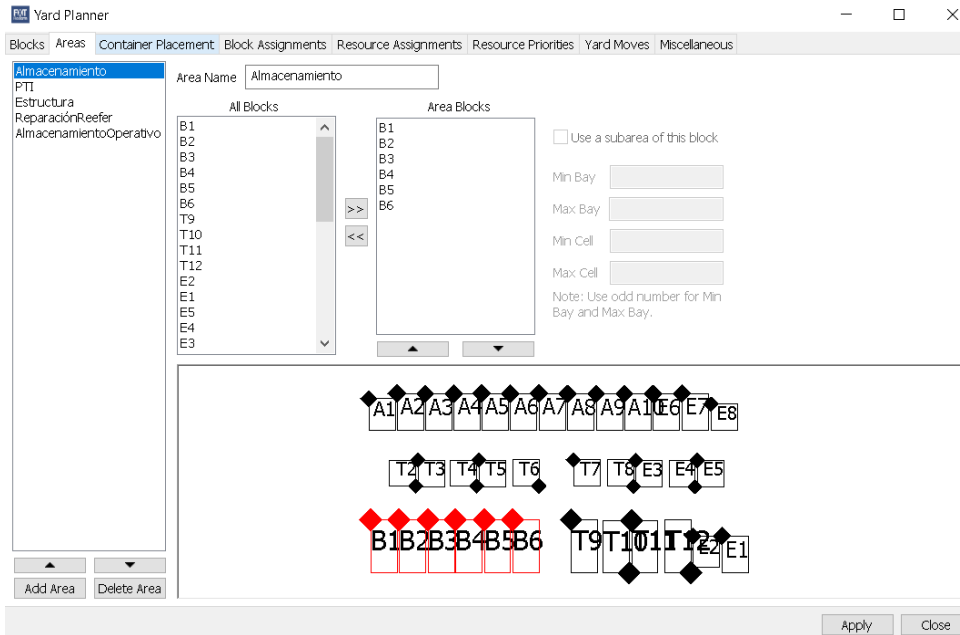 Yard Planner
Blocks Areas Container Placement Block Assignments Resource Assignments Resource Priorities Yard Moves Miscellaneous
Almacenamiento
PTI
Estructura
ReparaciónReefer
AlmacenamientoOperativo
Area Name Almacenamiento
All Blocks
B1
B2
B3
B4
B5
B6
T9
T10
T11
T12
E2
E1
E5
E4
E3
>>
<<
Area Blocks
B1
B2
B3
B4
B5
B6
Use a subarea of this block
Min Bay
Max Bay
Min Cell
Max Cell
Note: Use odd number for Min
Bay and Max Bay.
A1 A2 A3 A4 A5 A6 A7 A8 A9 A10 E6 E7 E8
T2 T3 T4 T5 T6 T7 T8 E3 E4 E5
B1 B2 B3 B4 B5 B6 T9 T10 T11 T12 E2 E1
Add Area Delete Area
Apply Close